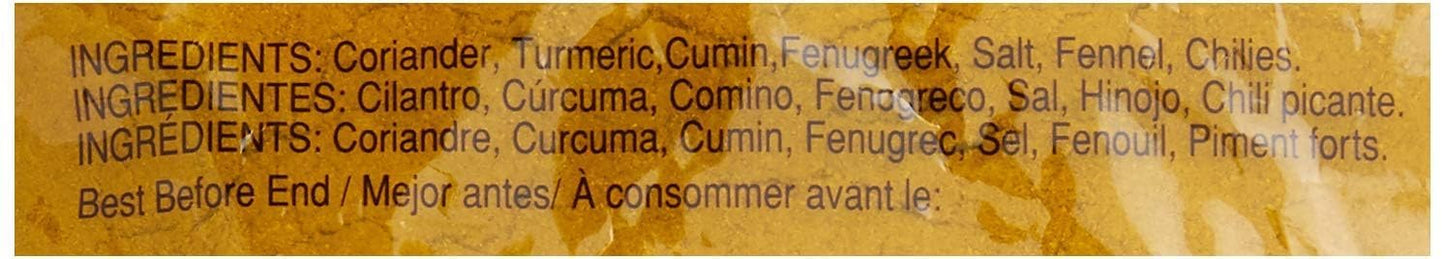 INGREDIENTS: Coriander, Turmeric,Cumin,Fenugreek, Salt, Fennel, Chilies.
INGREDIENTES: Cilantro, Cúrcuma, Comino, Fenogreco, Sal, Hinojo, Chili picante.
INGRÉDIENTS: Coriandre, Curcuma, Cumin, Fenugrec, Sel, Fenouil, Piment forts.
Best Before End / Mejor antes/ À consommer avant le: